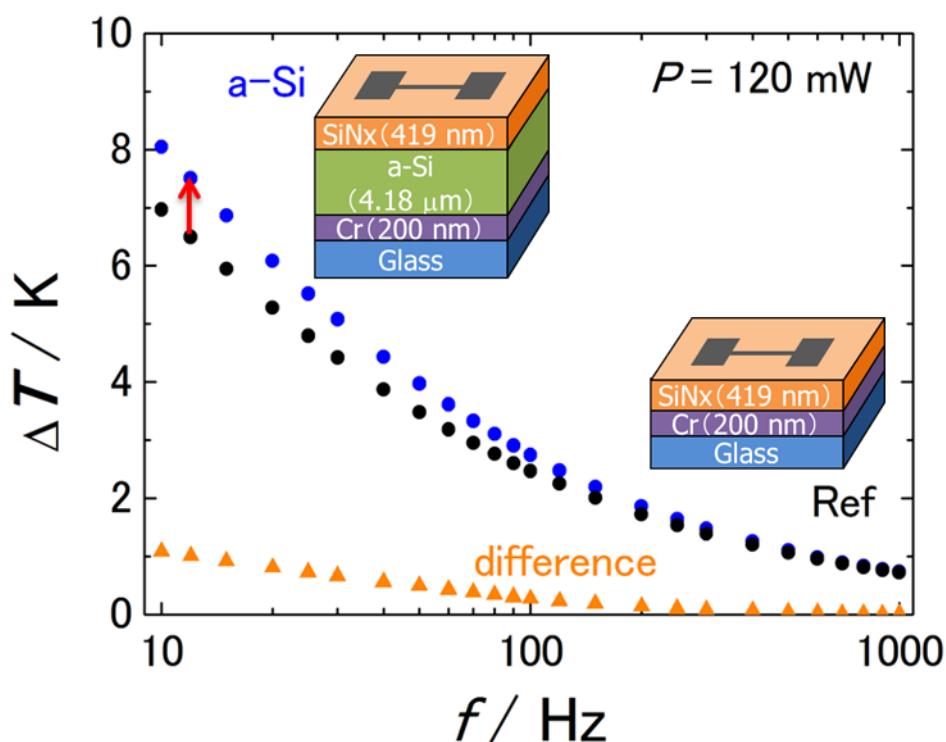 10
8
6
4
2
0
ΔT / K
a-Si
P = 120 mW
SiNx(419 nm)
a-Si
(4.18 μm)
Cr(200 nm)
Glass
SiNx(419 nm)
Cr(200 nm)
Glass
Ref
difference
10
100
1000
f / Hz